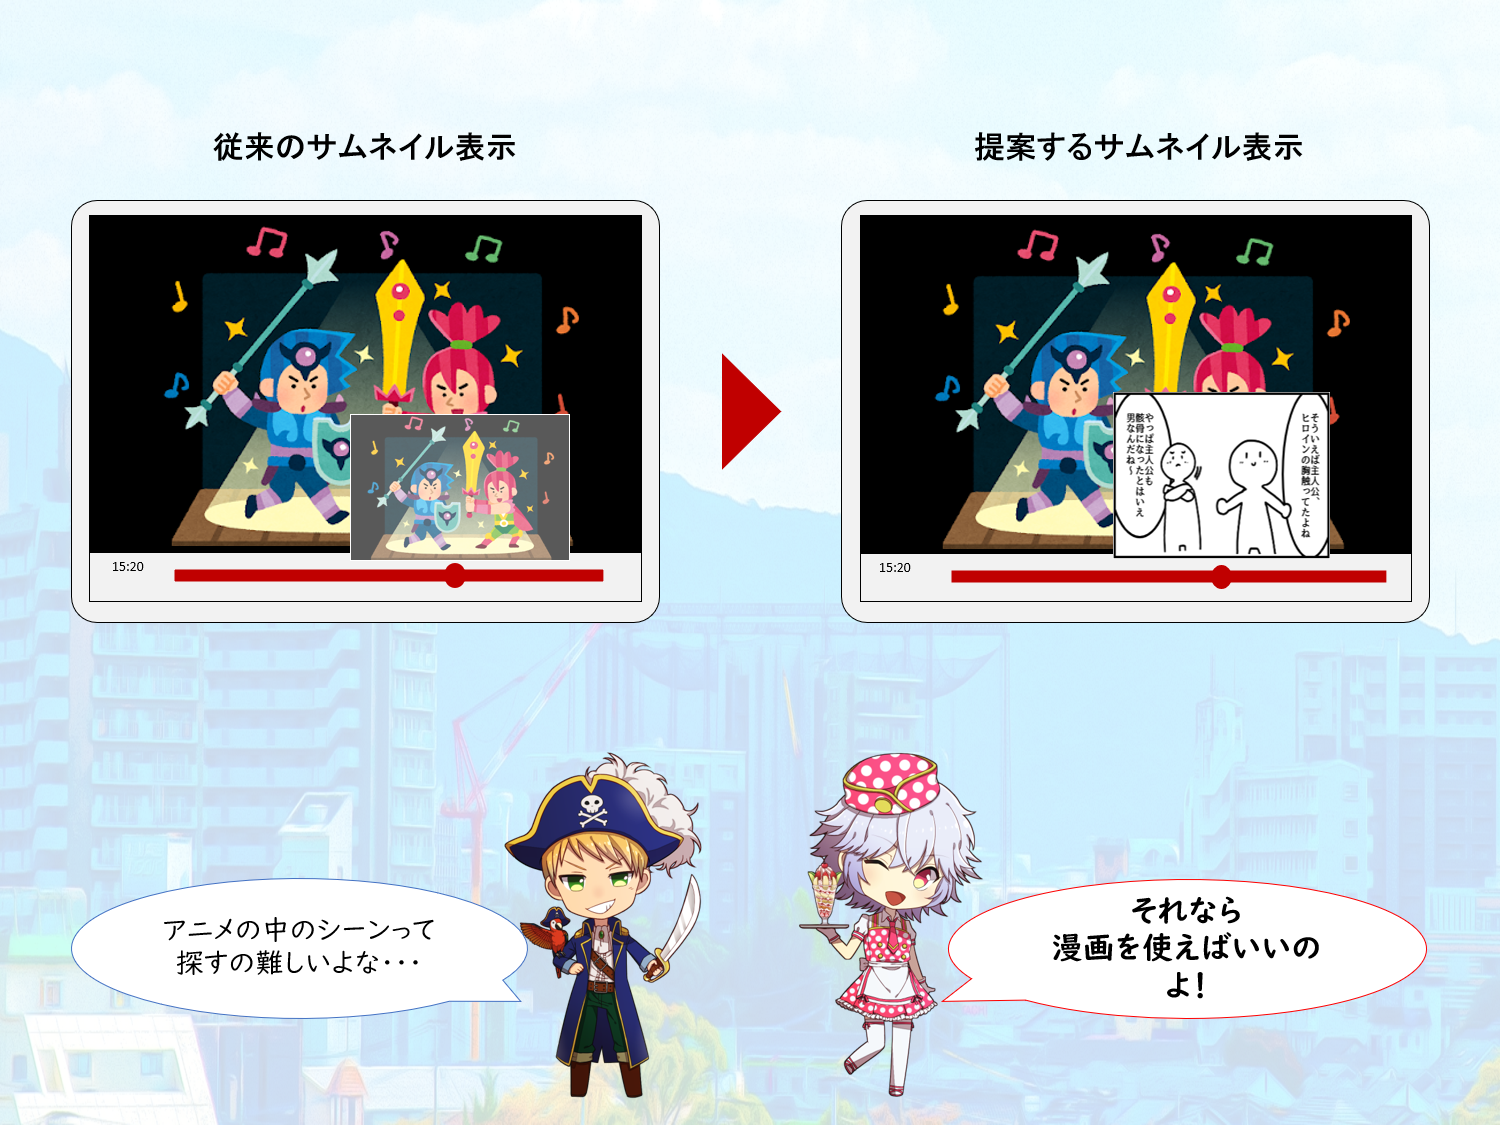 従来のサムネイル表示
提案するサムネイル表示
15:20
そういえば主人公、
ヒロインの胸触ってたよね
やっぱ主人公も
骸骨になったとはいえ
男なんだね～
15:20
アニメの中のシーンって
探すの難しいよな・・・
それなら
漫画を使えばいいの
よ！